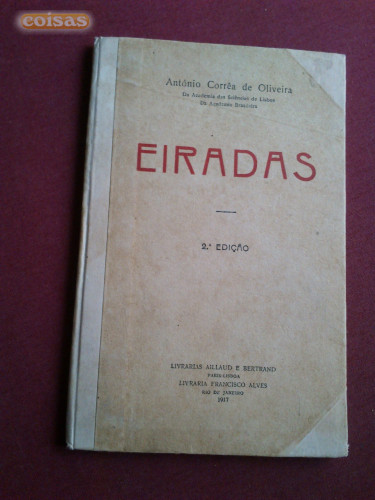 coisas
António Corrêa de Oliveira
Da Academia das Sciências de Lisboa
Da Academia Brasileira
EIRADAS
2.ª EDIÇÃO
LIVRARIAS AILLAUD E BERTRAND
PARIS-LISBOA
LIVRARIA FRANCISCO ALVES
RIO DE JANEIRO
1917